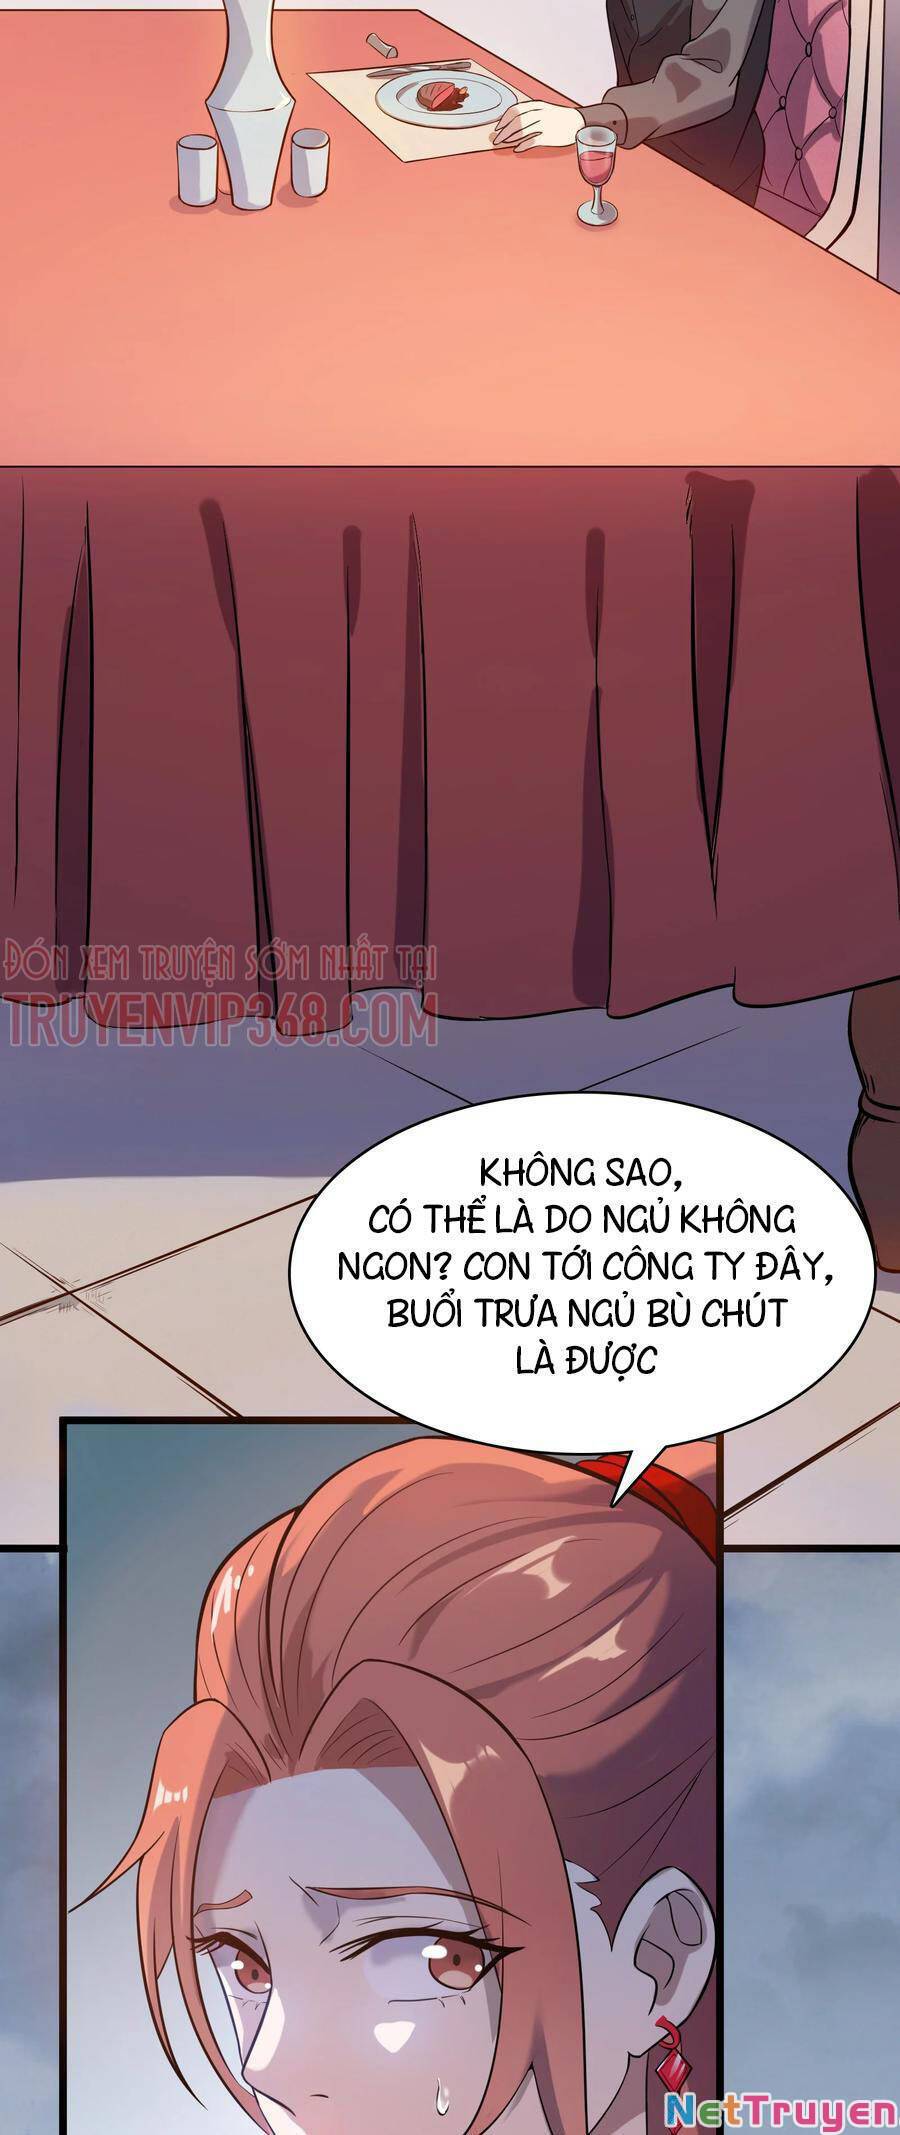 ĐÓN XEM TRUYỆN SỚM NHẤT TẠI
TRUYENVIP368.COM
KHÔNG SAO,
CÓ THỂ LÀ DO NGỦ KHÔNG
NGON? CON TỚI CÔNG TY ĐÂY,
BUỔI TRƯA NGỦ BÙ CHÚT
LÀ ĐƯỢC
NetTruyen